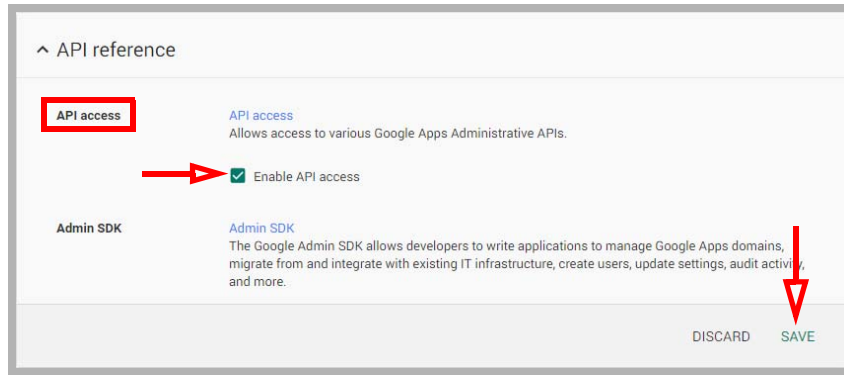 API reference
API access
API access
Allows access to various Google Apps Administrative APIs.
Enable API access
Admin SDK
Admin SDK
The Google Admin SDK allows developers to write applications to manage Google Apps domains,
migrate from and integrate with existing IT infrastructure, create users, update settings, audit activity,
and more.
DISCARD
SAVE